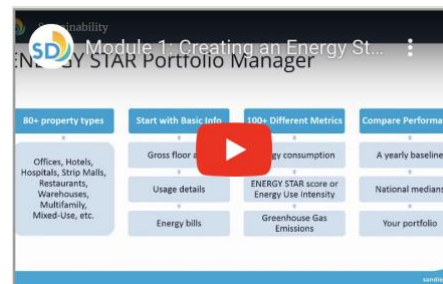 Sustainability
SD Module 1: Creating an Energy St...
ENERGY STAR Portfolio Manager
80+ property types
Start with Basic Info
100+ Different Metrics
Compare Performa
Offices, Hotels,
Hospitals, Strip Malls,
Restaurants,
Warehouses,
Multifamily,
Mixed-Use, etc.
Gross floor
Usage details
Energy bills
consumption
ENERGY STAR score or
Energy Use Intensity
Greenhouse Gas
Emissions
A yearly baseline
National medians
Your portfolio